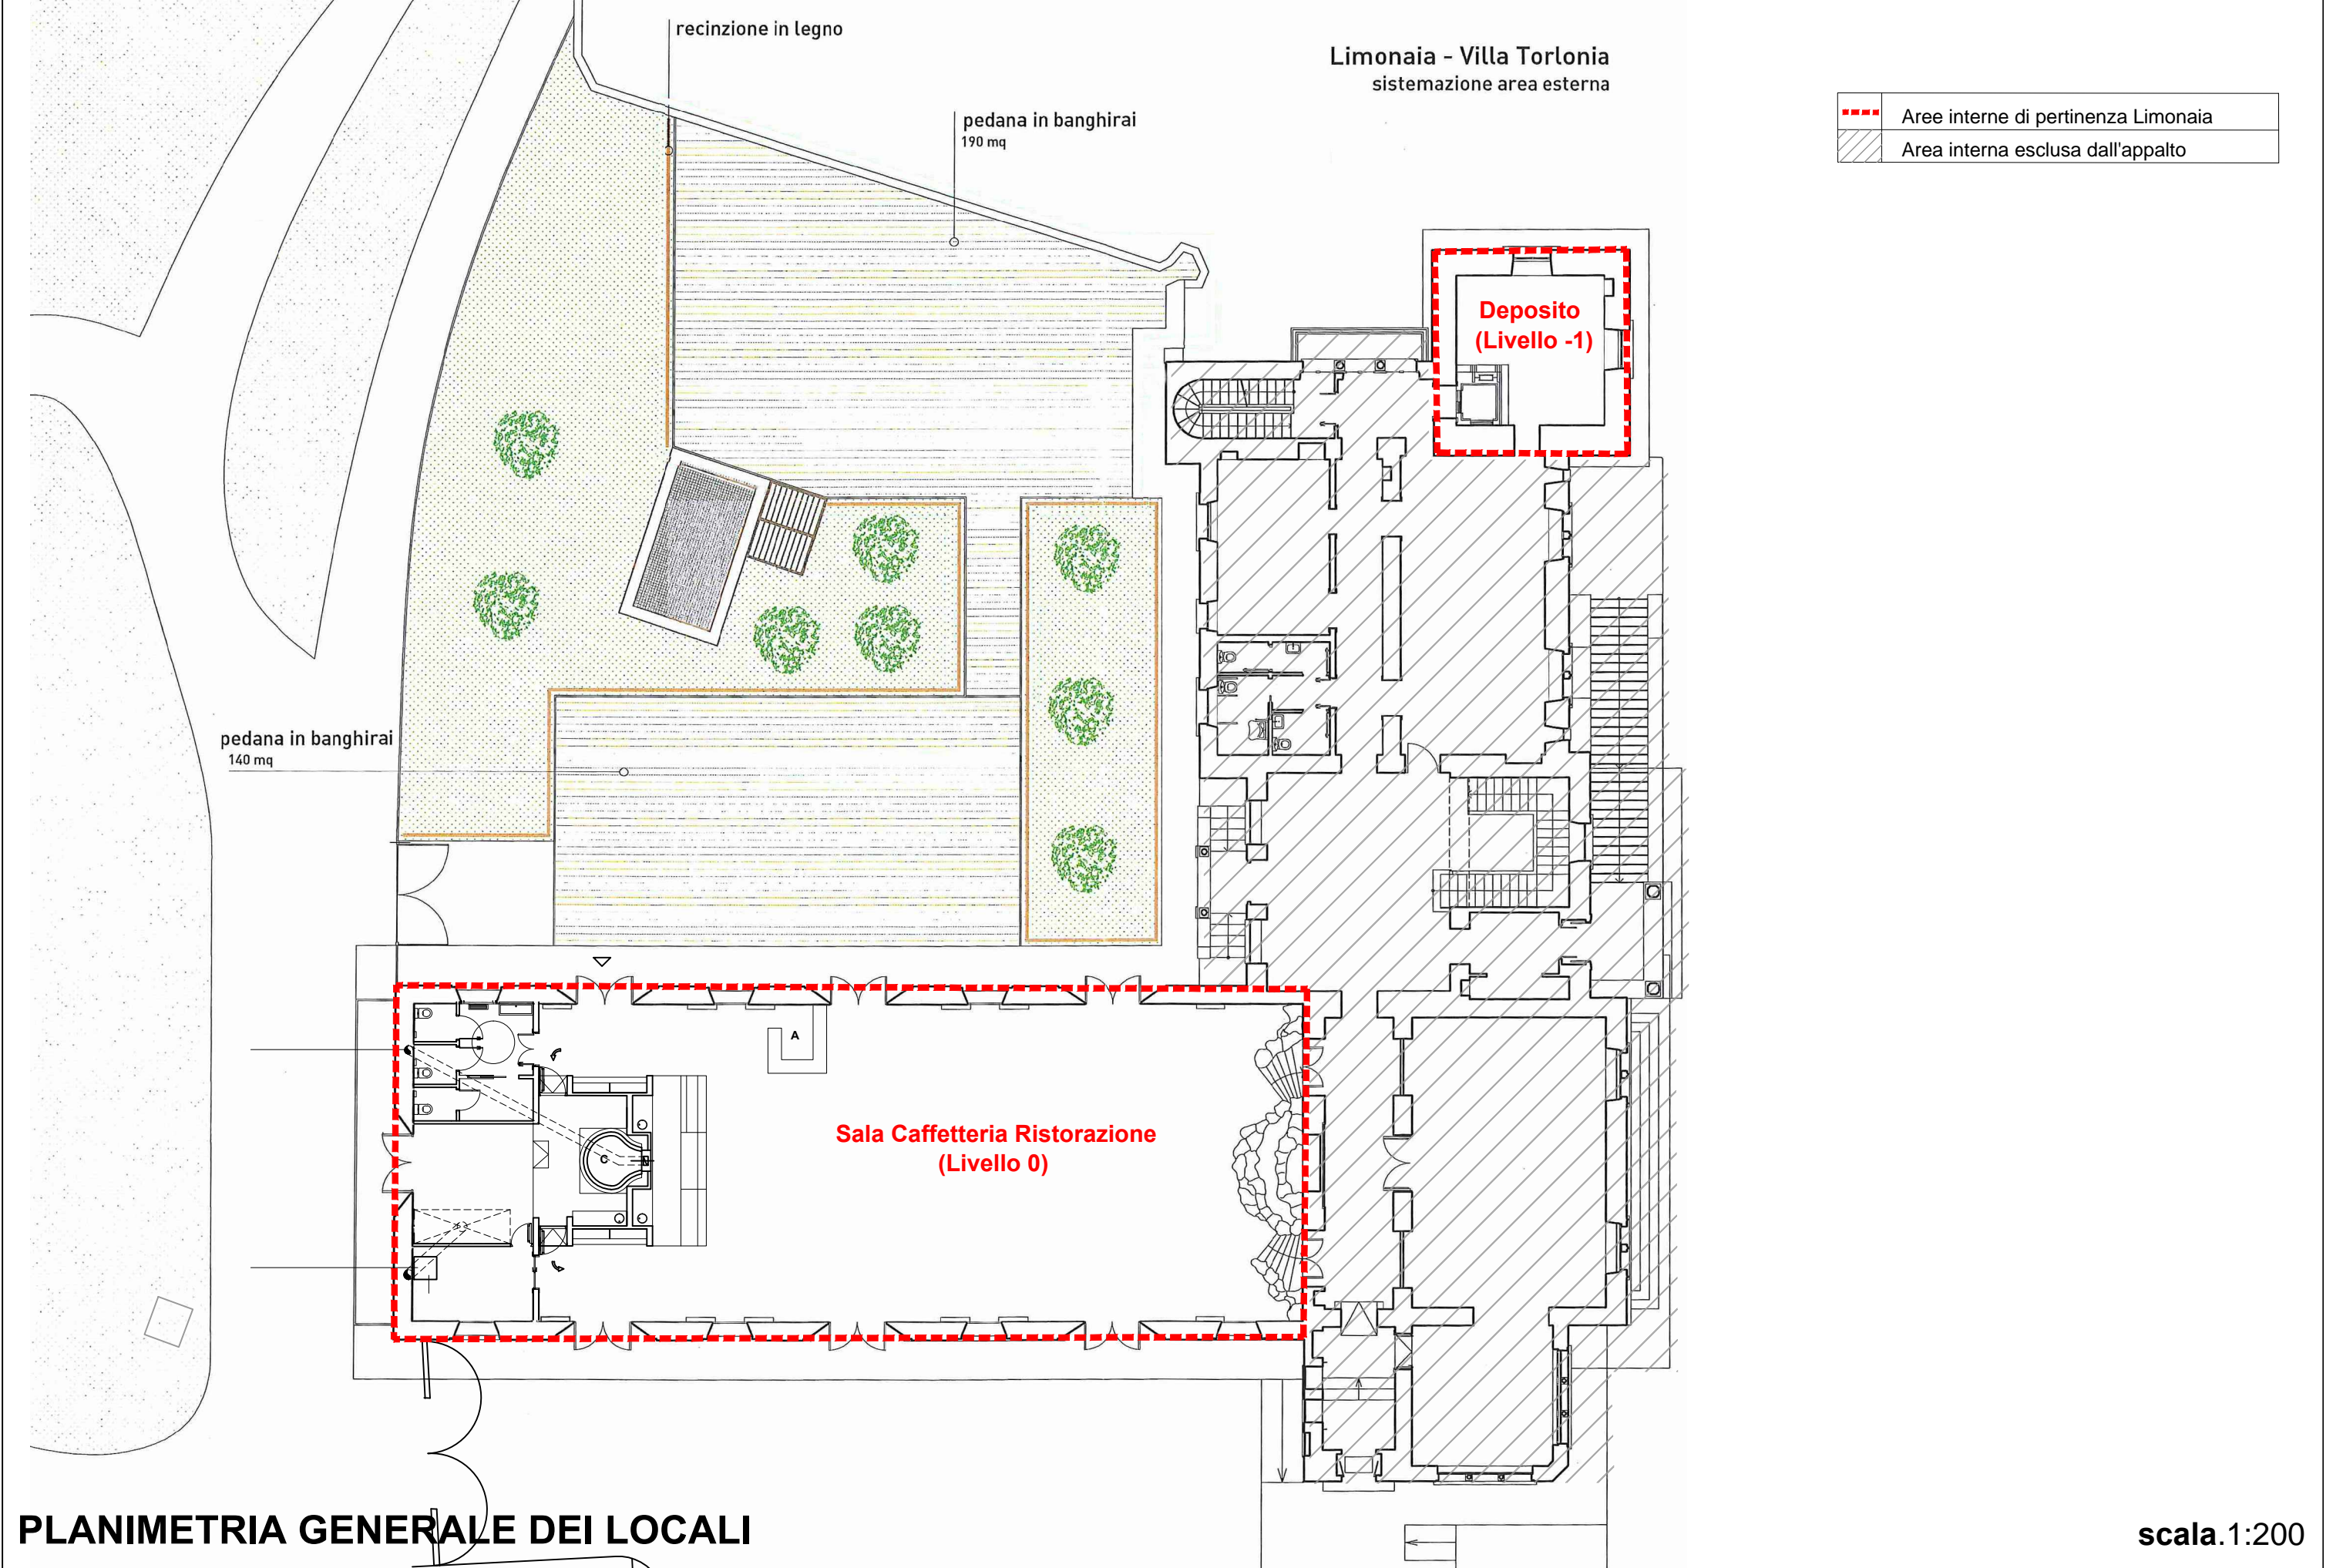 recinzione in legno
Limonaia - Villa Torlonia
sistemazione area esterna
pedana in banghirai
190 mq
Aree interne di pertinenza Limonaia
Area interna esclusa dall'appalto
Deposito
(Livello -1)
pedana in banghirai
140 mq
A
Sala Caffetteria Ristorazione
(Livello 0)
C
PLANIMETRIA GENERALE DEI LOCALI
scala.1:200